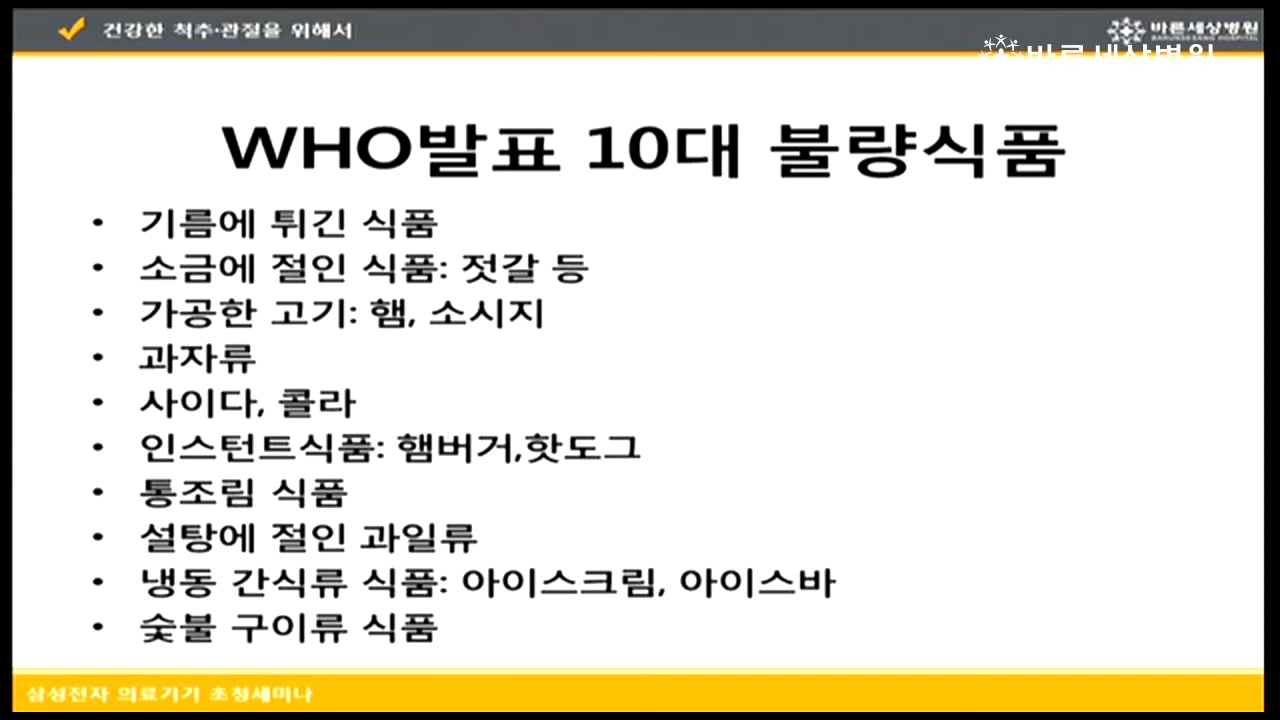 건강한 척추·관절을 위해서
바른세상병원
바른세상병원
WHO발표 10대 불량식품
• 기름에 튀긴 식품
• 소금에 절인 식품: 젓갈 등
• 가공한 고기: 햄, 소시지
• 과자류
• 사이다, 콜라
• 인스턴트식품: 햄버거,핫도그
• 통조림 식품
• 설탕에 절인 과일류
• 냉동 간식류 식품: 아이스크림, 아이스바
• 숯불 구이류 식품
삼성전자 의료기기 초청세미나